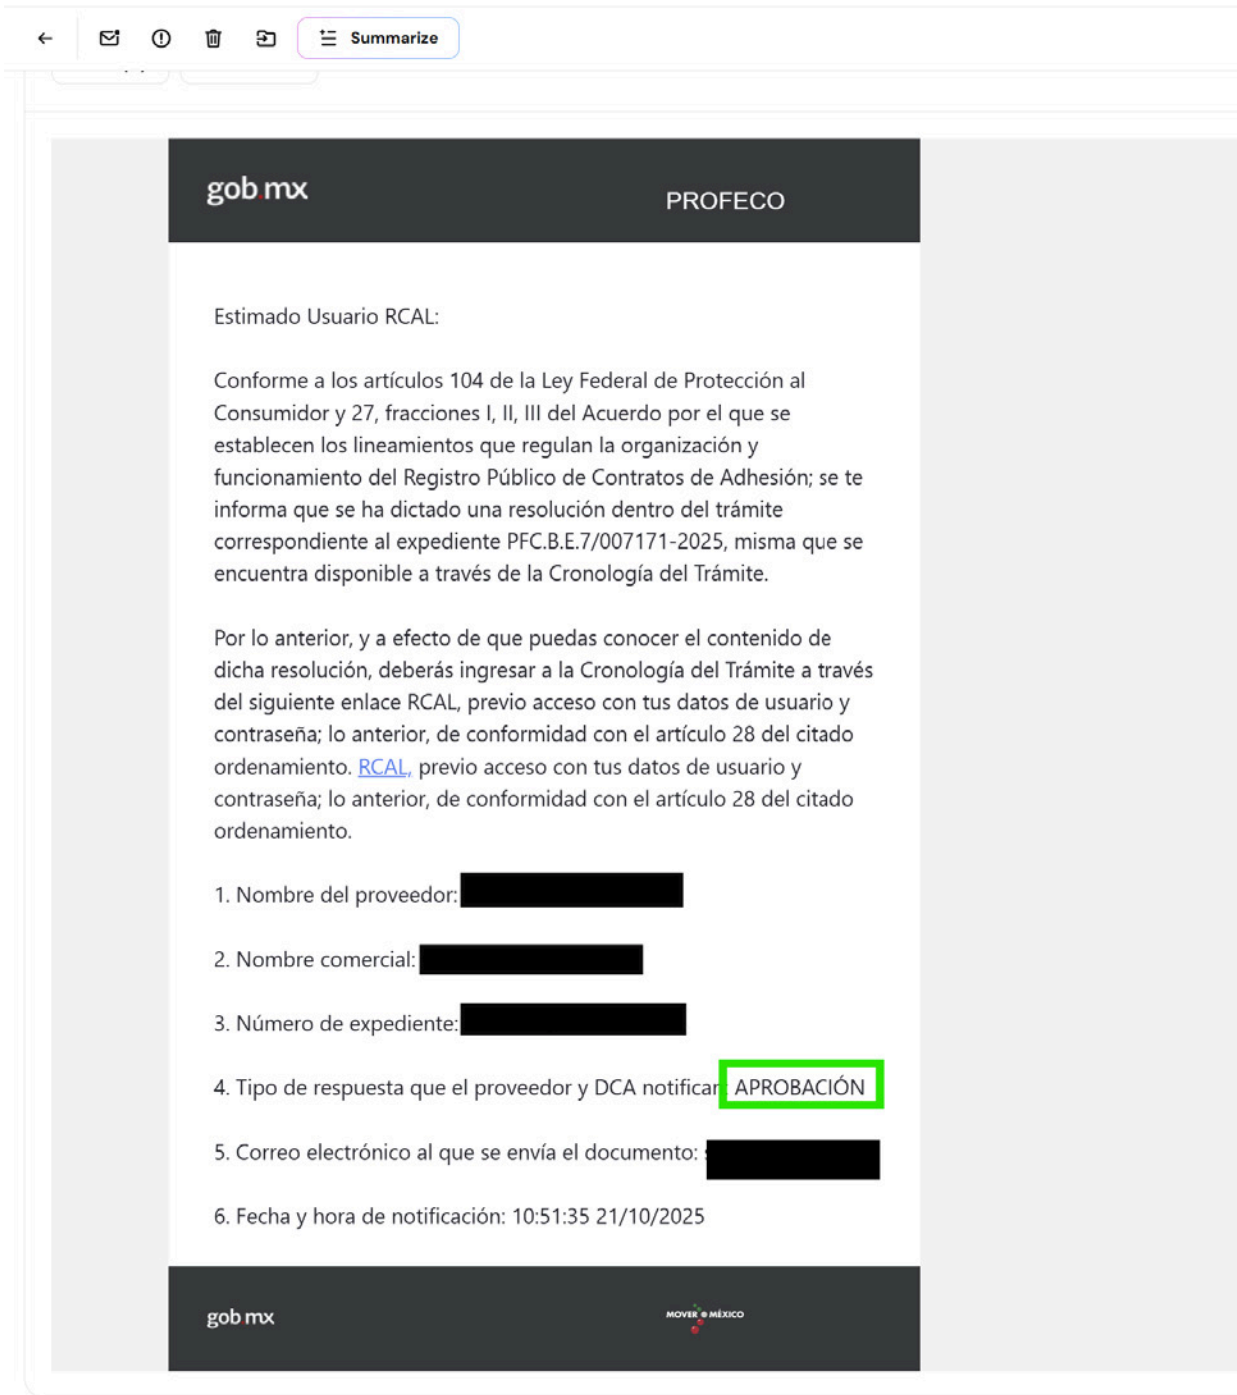 Summarize
gob.mx
PROFECO
Estimado Usuario RCAL:
Conforme a los artículos 104 de la Ley Federal de Protección al
Consumidor y 27, fracciones I, II, III del Acuerdo por el que se
establecen los lineamientos que regulan la organización y
funcionamiento del Registro Público de Contratos de Adhesión; se te
informa que se ha dictado una resolución dentro del trámite
correspondiente al expediente PFC.B.E.7/007171-2025, misma que se
encuentra disponible a través de la Cronología del Trámite.
Por lo anterior, y a efecto de que puedas conocer el contenido de
dicha resolución, deberás ingresar a la Cronología del Trámite a través
del siguiente enlace RCAL, previo acceso con tus datos de usuario y
contraseña; lo anterior, de conformidad con el artículo 28 del citado
ordenamiento. RCAL, previo acceso con tus datos de usuario y
contraseña; lo anterior, de conformidad con el artículo 28 del citado
ordenamiento.
1. Nombre del proveedor:
2. Nombre comercial:
3. Número de expediente:
4. Tipo de respuesta que el proveedor y DCA notifican: APROBACIÓN
5. Correo electrónico al que se envía el documento:
6. Fecha y hora de notificación: 10:51:35 21/10/2025
gob.mx
MOVER A MÉXICO